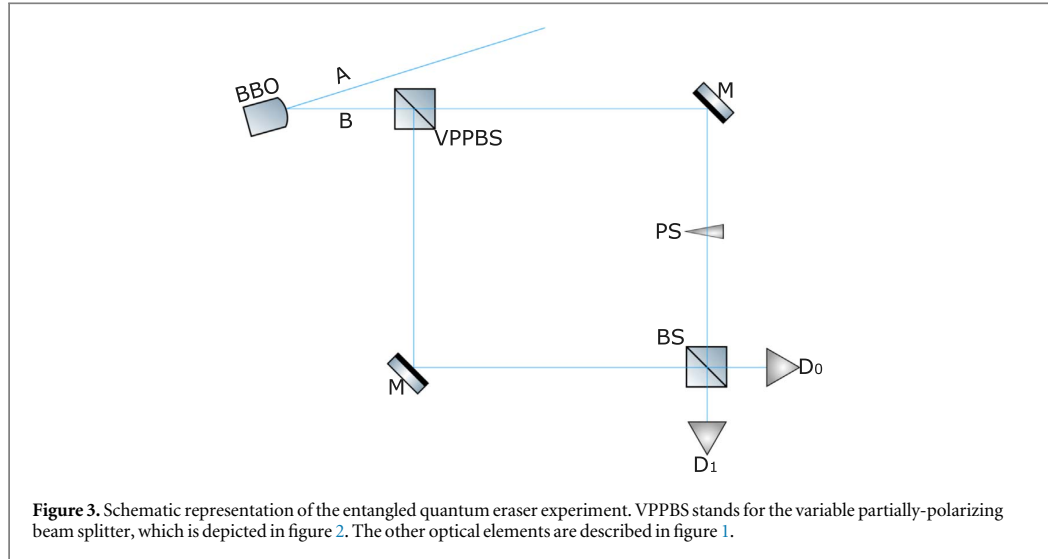 BBO
A
B
VPPBS
M
PS
BS
M
D0
D1
Figure 3. Schematic representation of the entangled quantum eraser experiment. VPPBS stands for the variable partially-polarizing
beam splitter, which is depicted in figure 2. The other optical elements are described in figure 1.